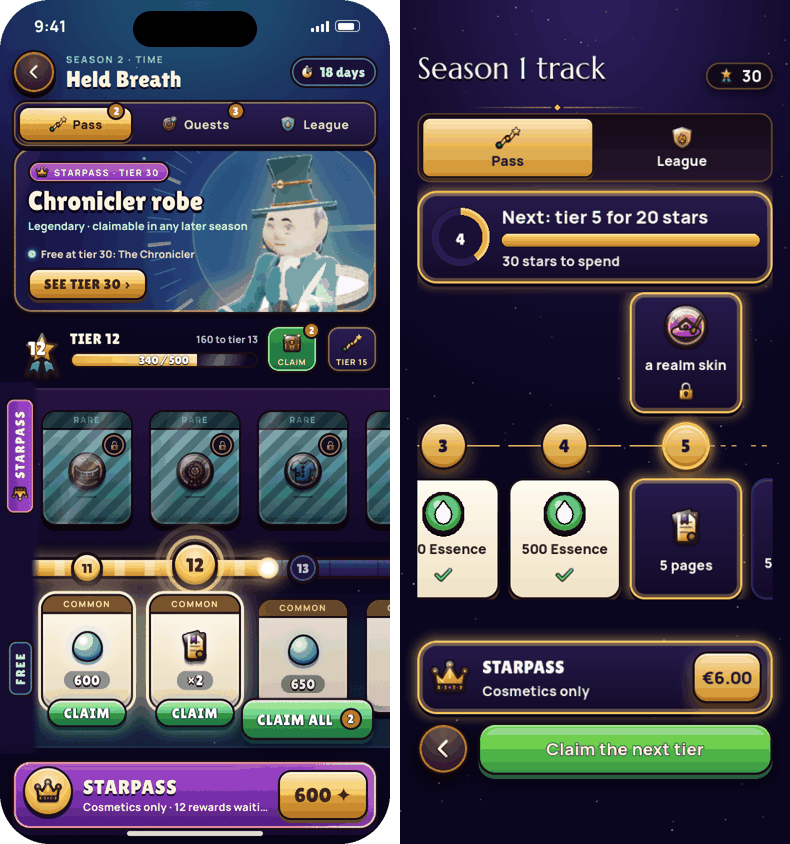 9:41
SEASON 2 · TIME
Held Breath
18 days
Pass
2
Quests
3
League
STARPASS · TIER 30
Chronicler robe
Legendary · claimable in any later season
Free at tier 30: The Chronicler
SEE TIER 30 ›
12
TIER 12
160 to tier 13
340 / 500
CLAIM
2
TIER 15
STARPASS
RARE
RARE
RARE
11
12
13
FREE
COMMON
COMMON
COMMON
600
×2
650
CLAIM
CLAIM
CLAIM ALL 2
STARPASS
Cosmetics only · 12 rewards waiti...
600
Season 1 track
30
Pass
League
4
Next: tier 5 for 20 stars
30 stars to spend
a realm skin
3
4
5
0 Essence
500 Essence
5 pages
5
STARPASS
Cosmetics only
€6.00
Claim the next tier